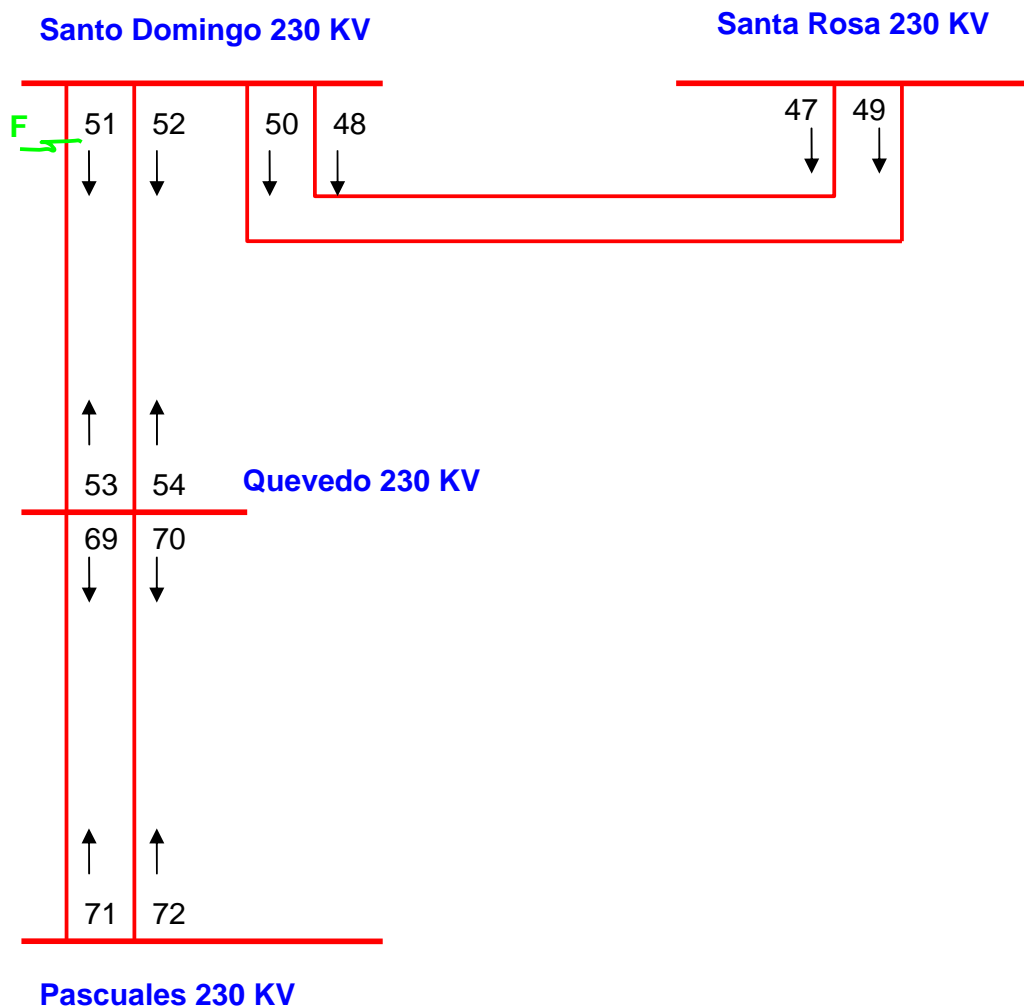 Santo Domingo 230 KV
Santa Rosa 230 KV
F
51 52 50 48 47 49
53 54
Quevedo 230 KV
69 70
71 72
Pascuales 230 KV